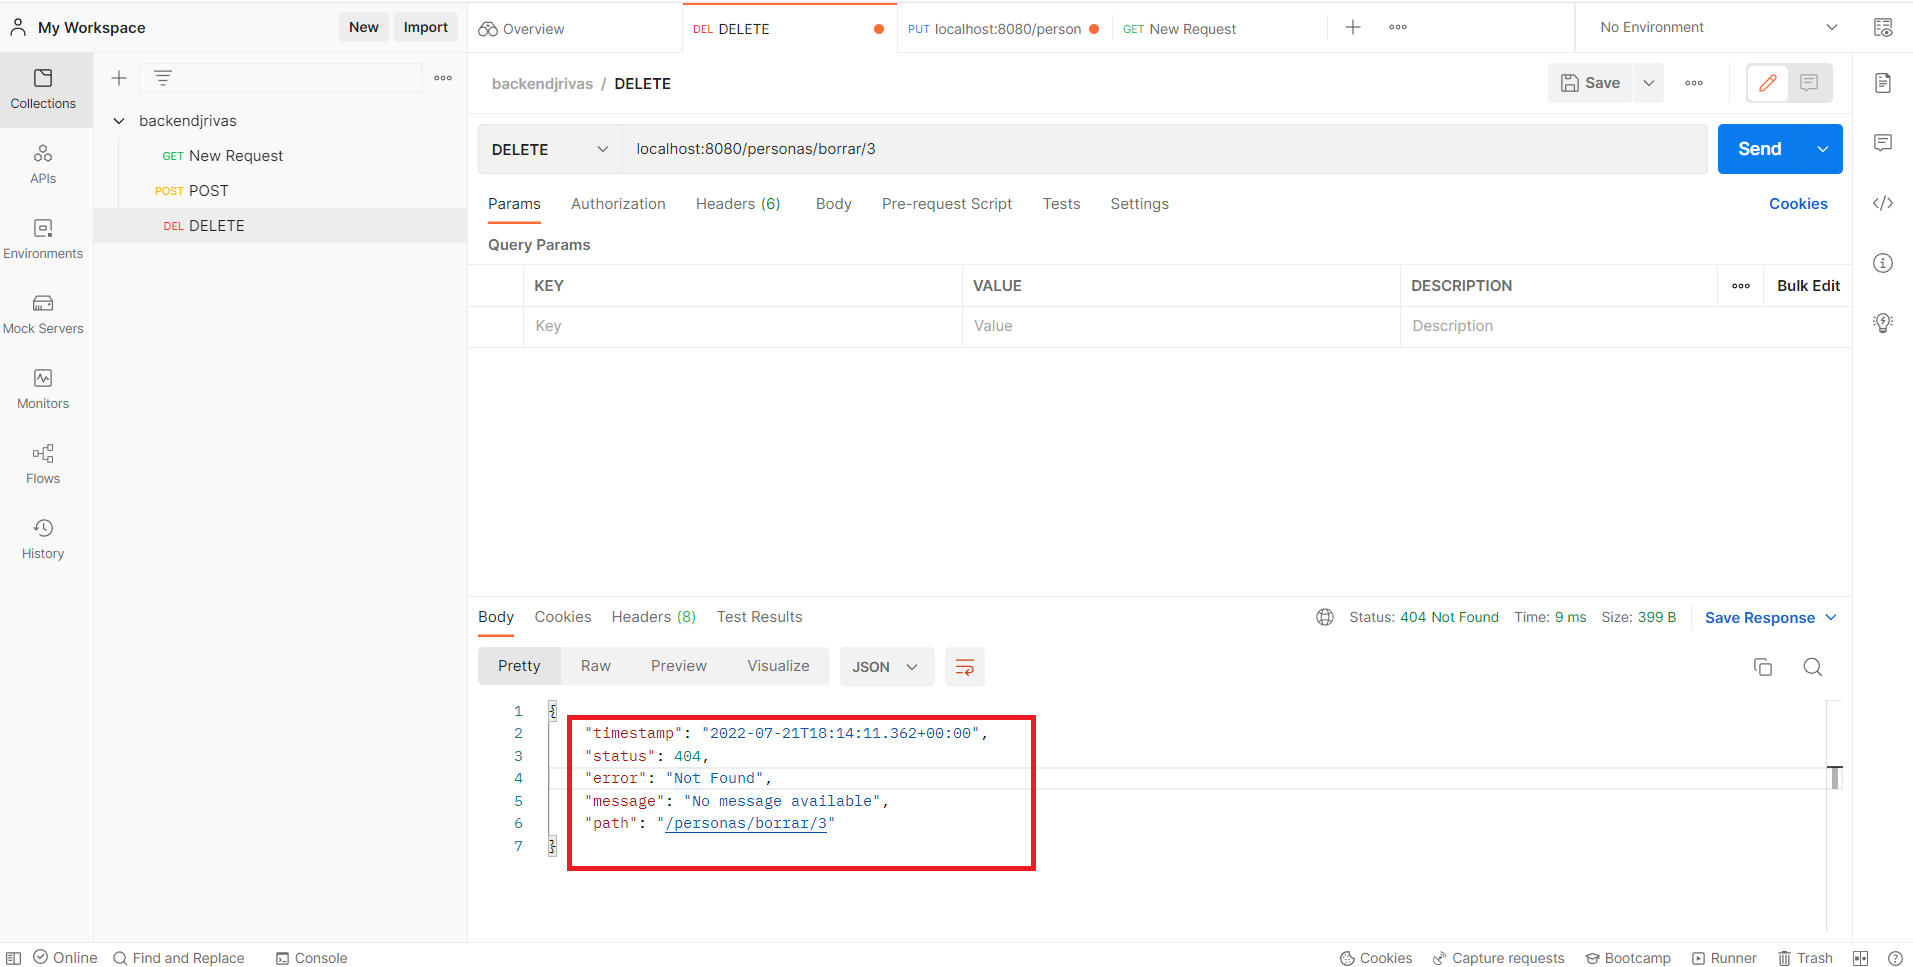 My Workspace
New
Import
Overview
DEL DELETE
PUT localhost:8080/person
GET New Request
No Environment
Collections
APIs
Environments
Mock Servers
Monitors
Flows
History
backendjrivas
GET New Request
POST POST
DEL DELETE
backendjrivas / DELETE
Save
DELETE
localhost:8080/personas/borrar/3
Send
Params
Authorization
Headers (6)
Body
Pre-request Script
Tests
Settings
Cookies
Query Params
KEY
VALUE
DESCRIPTION
Bulk Edit
Key
Value
Description
Body
Cookies
Headers (8)
Test Results
Status: 404 Not Found
Time: 9 ms
Size: 399 B
Save Response
Pretty
Raw
Preview
Visualize
JSON
1 {
2 "timestamp": "2022-07-21T18:14:11.362+00:00",
3 "status": 404,
4 "error": "Not Found",
5 "message": "No message available",
6 "path": "/personas/borrar/3"
7 }
Online
Find and Replace
Console
Cookies
Capture requests
Bootcamp
Runner
Trash